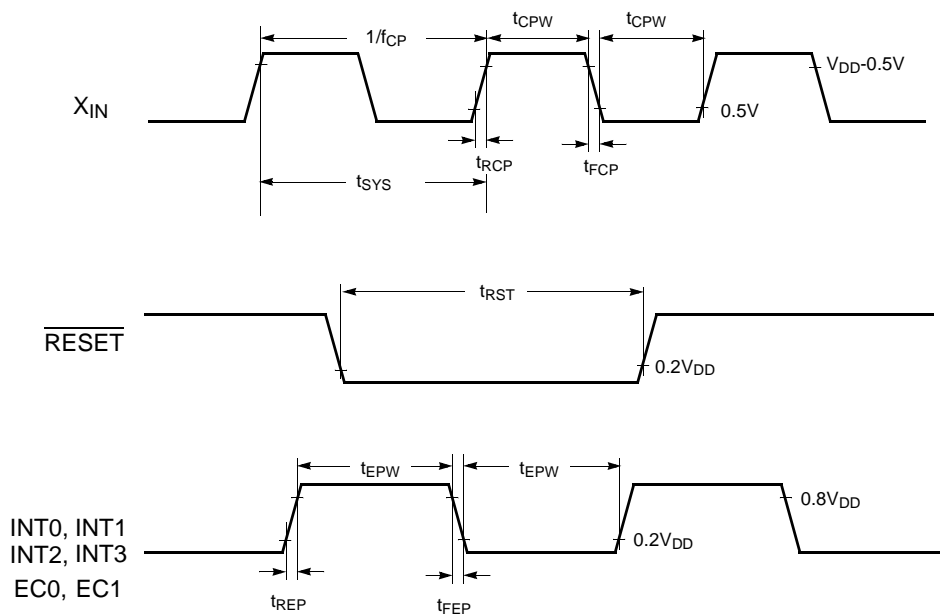 1/fCP
tCPW
tCPW
VDD-0.5V
XIN
0.5V
tRCP
tFCP
tSYS
tRST
RESET
0.2VDD
tEPW
tEPW
0.8VDD
INT0, INT1
INT2, INT3
0.2VDD
EC0, EC1
tREP
tFEP